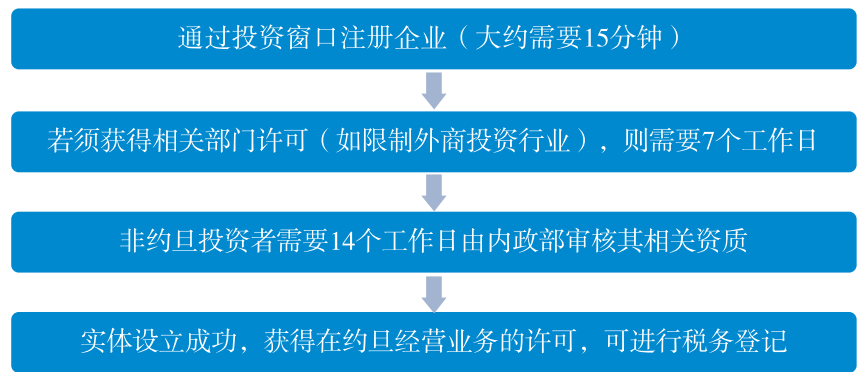 通过投资窗口注册企业（大约需要15分钟）
若须获得相关部门许可（如限制外商投资行业），则需要7个工作日
非约旦投资者需要14个工作日由内政部审核其相关资质
实体设立成功，获得在约旦经营业务的许可，可进行税务登记